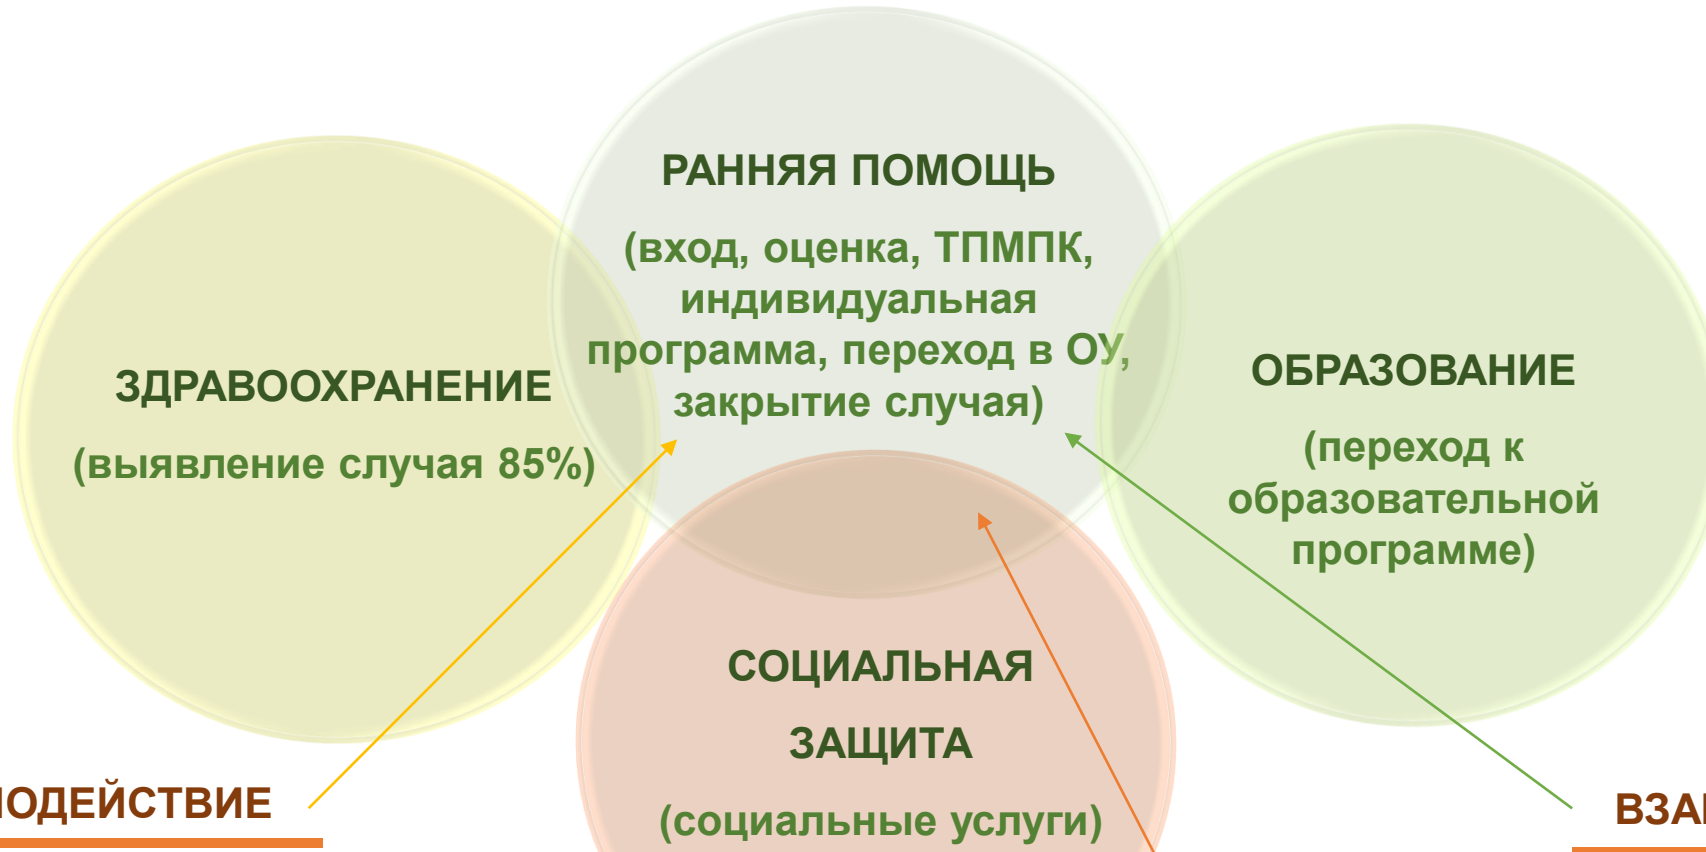 РАННЯЯ ПОМОЩЬ
(вход, оценка, ТПМПК,
индивидуальная
программа, переход в ОУ,
закрытие случая)
ЗДРАВООХРАНЕНИЕ
(выявление случая 85%)
ОБРАЗОВАНИЕ
(переход к
образовательной
программе)
СОЦИАЛЬНАЯ
ЗАЩИТА
(социальные услуги)